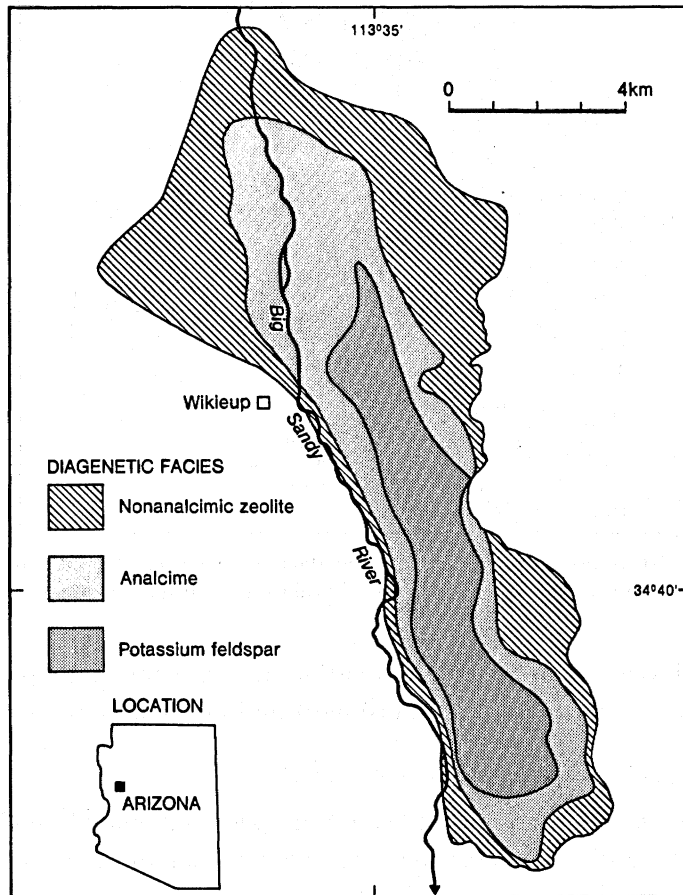 113°35'
0 4km
Big
Wikieup
Sandy
DIAGENETIC FACIES
Nonanalcimic zeolite
River
Analcime
34°40'
Potassium feldspar
LOCATION
ARIZONA